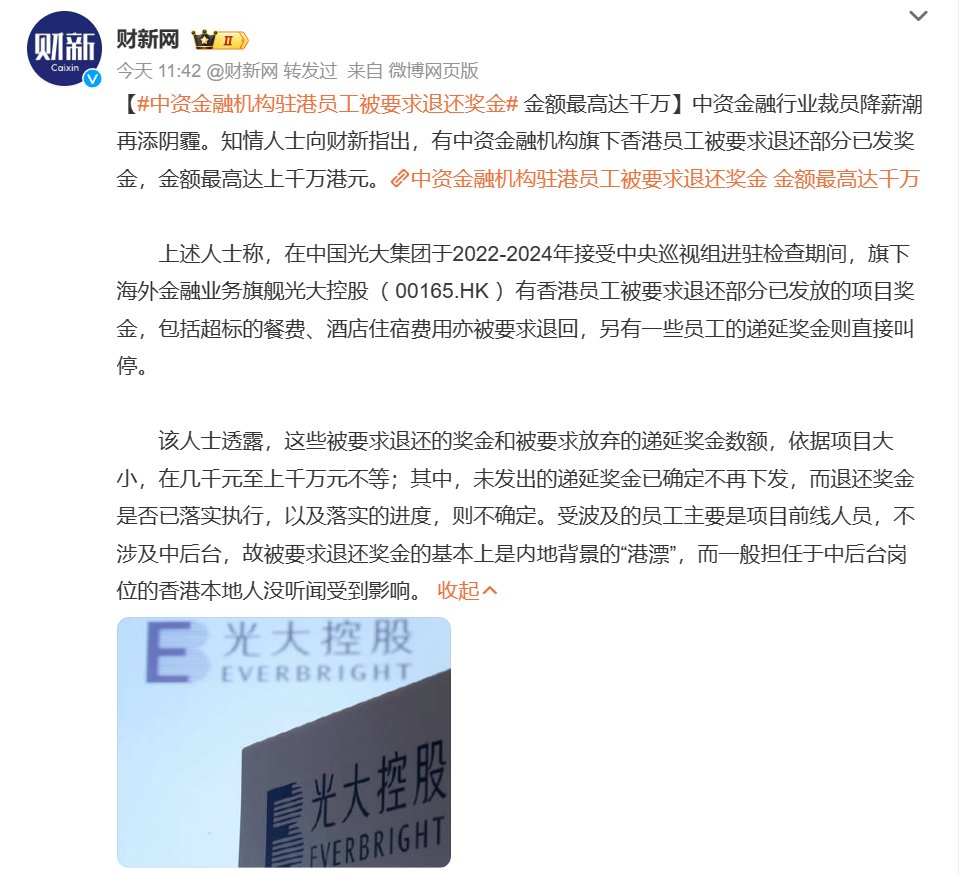 财新
Caixin
财新网 II
今天 11:42 @财新网 转发过 来自 微博网页版
【#中资金融机构驻港员工被要求退还奖金# 金额最高达千万】中资金融行业裁员降薪潮
再添阴霾。知情人士向财新指出，有中资金融机构旗下香港员工被要求退还部分已发奖
金，金额最高达上千万港元。中资金融机构驻港员工被要求退还奖金 金额最高达千万
上述人士称，在中国光大集团于2022-2024年接受中央巡视组进驻检查期间，旗下
海外金融业务旗舰光大控股（ 00165.HK ）有香港员工被要求退还部分已发放的项目奖
金，包括超标的餐费、酒店住宿费用亦被要求退回，另有一些员工的递延奖金则直接叫
停。
该人士透露，这些被要求退还的奖金和被要求放弃的递延奖金数额，依据项目大
小，在几千元至上千万元不等；其中，未发出的递延奖金已确定不再下发，而退还奖金
是否已落实执行，以及落实的进度，则不确定。受波及的员工主要是项目前线人员，不
涉及中后台，故被要求退还奖金的基本上是内地背景的“港漂”，而一般担任于中后台岗
位的香港本地人没听闻受到影响。 收起
光大控股
EVERBRIGHT
光大控股
EVERBRIGHT